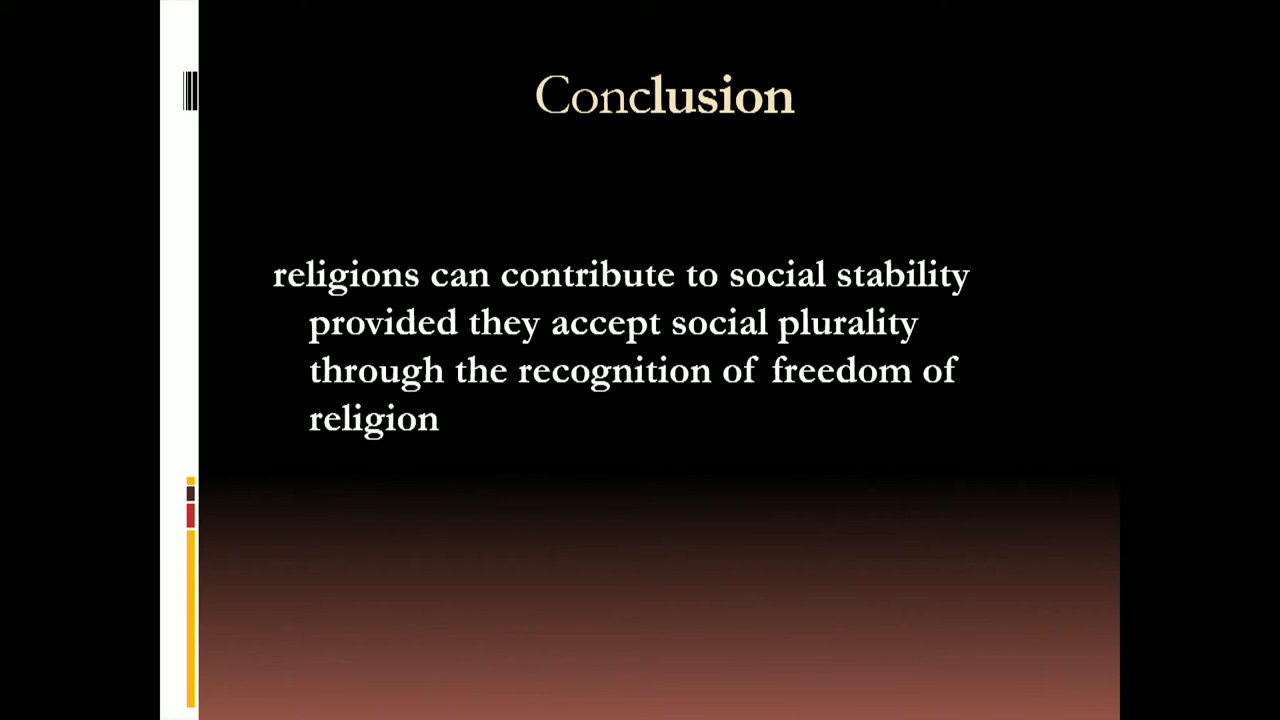 Conclusion
religions can contribute to social stability
provided they accept social plurality
through the recognition of freedom of
religion